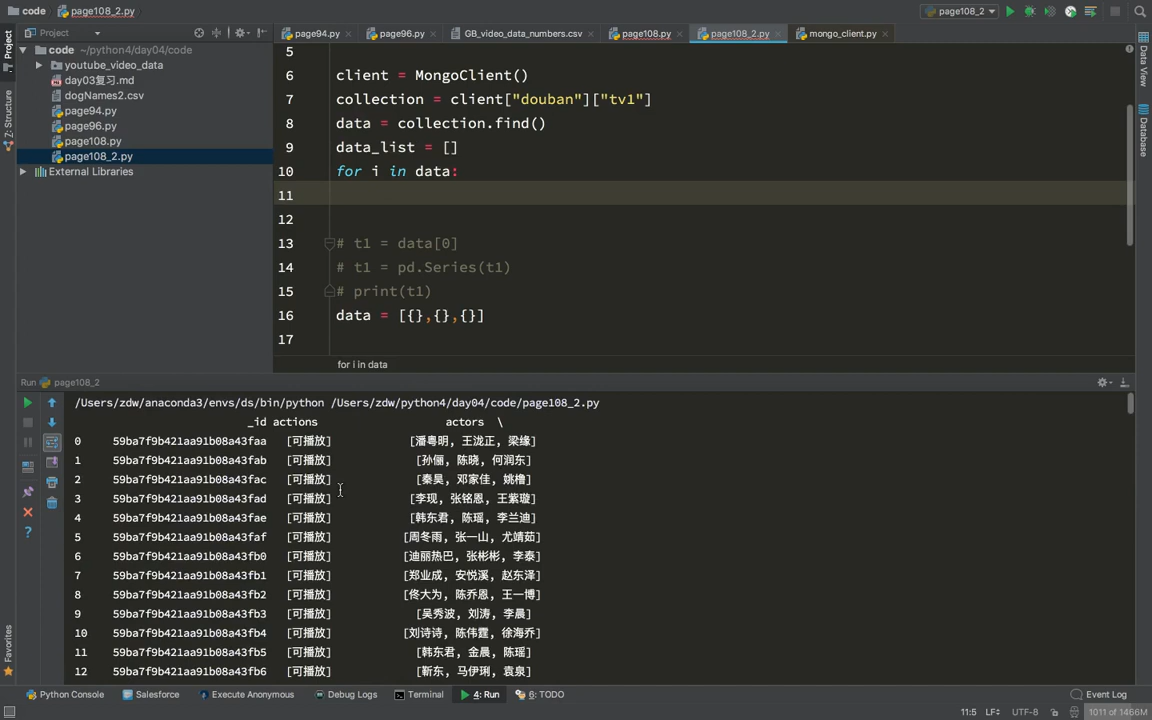 code page108_2.py page108_2
Project page94.py page96.py GB_video_data_numbers.csv page108.py page108_2.py mongo_client.py
code ~/python4/day04/code
youtube_video_data
day03复习.md
dogNames2.csv
page94.py
page96.py
page108.py
page108_2.py
External Libraries
1: Project
7: Structure
Favorites
Data View
Database
5
6 client = MongoClient()
7 collection = client["douban"]["tv1"]
8 data = collection.find()
9 data_list = []
10 for i in data:
11
12
13 # t1 = data[0]
14 # t1 = pd.Series(t1)
15 # print(t1)
16 data = [{},{},{}]
17
for i in data
Run page108_2
/Users/zdw/anaconda3/envs/ds/bin/python /Users/zdw/python4/day04/code/page108_2.py
_id actions actors \
0 59ba7f9b421aa91b08a43faa [可播放] [潘粤明, 王泷正, 梁缘]
1 59ba7f9b421aa91b08a43fab [可播放] [孙俪, 陈晓, 何润东]
2 59ba7f9b421aa91b08a43fac [可播放] [秦昊, 邓家佳, 姚橹]
3 59ba7f9b421aa91b08a43fad [可播放] [李现, 张铭恩, 王紫璇]
4 59ba7f9b421aa91b08a43fae [可播放] [韩东君, 陈瑶, 李兰迪]
5 59ba7f9b421aa91b08a43faf [可播放] [周冬雨, 张一山, 尤靖茹]
6 59ba7f9b421aa91b08a43fb0 [可播放] [迪丽热巴, 张彬彬, 李泰]
7 59ba7f9b421aa91b08a43fb1 [可播放] [郑业成, 安悦溪, 赵东泽]
8 59ba7f9b421aa91b08a43fb2 [可播放] [佟大为, 陈乔恩, 王一博]
9 59ba7f9b421aa91b08a43fb3 [可播放] [吴秀波, 刘涛, 李晨]
10 59ba7f9b421aa91b08a43fb4 [可播放] [刘诗诗, 陈伟霆, 徐海乔]
11 59ba7f9b421aa91b08a43fb5 [可播放] [韩东君, 金晨, 陈瑶]
12 59ba7f9b421aa91b08a43fb6 [可播放] [靳东, 马伊琍, 袁泉]
Python Console Salesforce Execute Anonymous Debug Logs Terminal 4: Run 6: TODO Event Log
11:5 LF UTF-8 1011 of 1466M